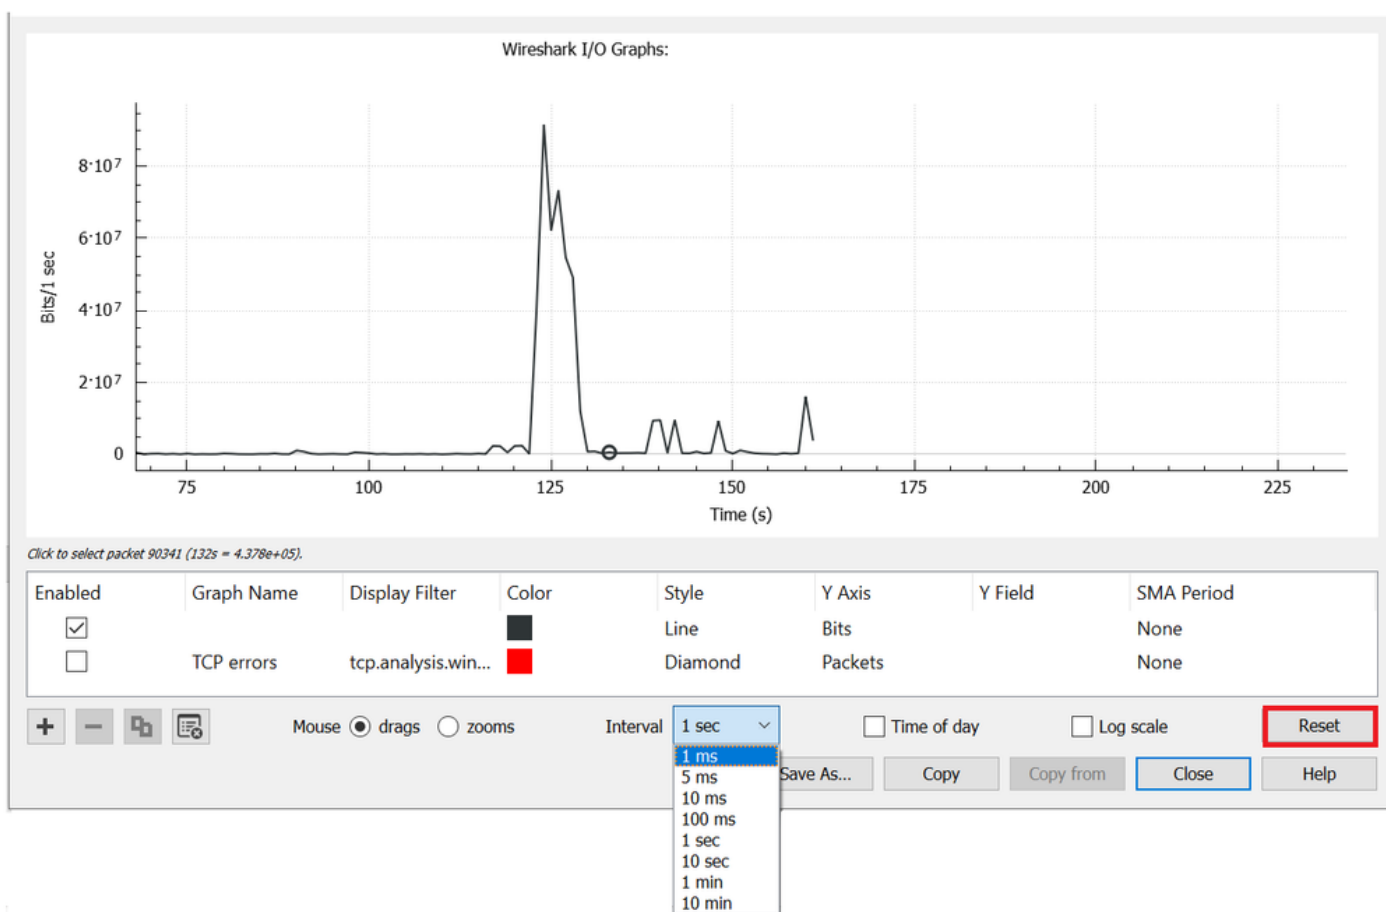 Wireshark I/O Graphs:
8·10⁷
6·10⁷
4·10⁷
2·10⁷
0
Bits/1 sec
75 100 125 150 175 200 225
Time (s)
Click to select packet 90341 (132s = 4.378e+05).
Enabled Graph Name Display Filter Color Style Y Axis Y Field SMA Period
Line Bits None
TCP errors tcp.analysis.win... Diamond Packets None
Mouse drags zooms Interval 1 sec Time of day Log scale Reset
Save As... Copy Copy from Close Help
1 ms
5 ms
10 ms
100 ms
1 sec
10 sec
1 min
10 min